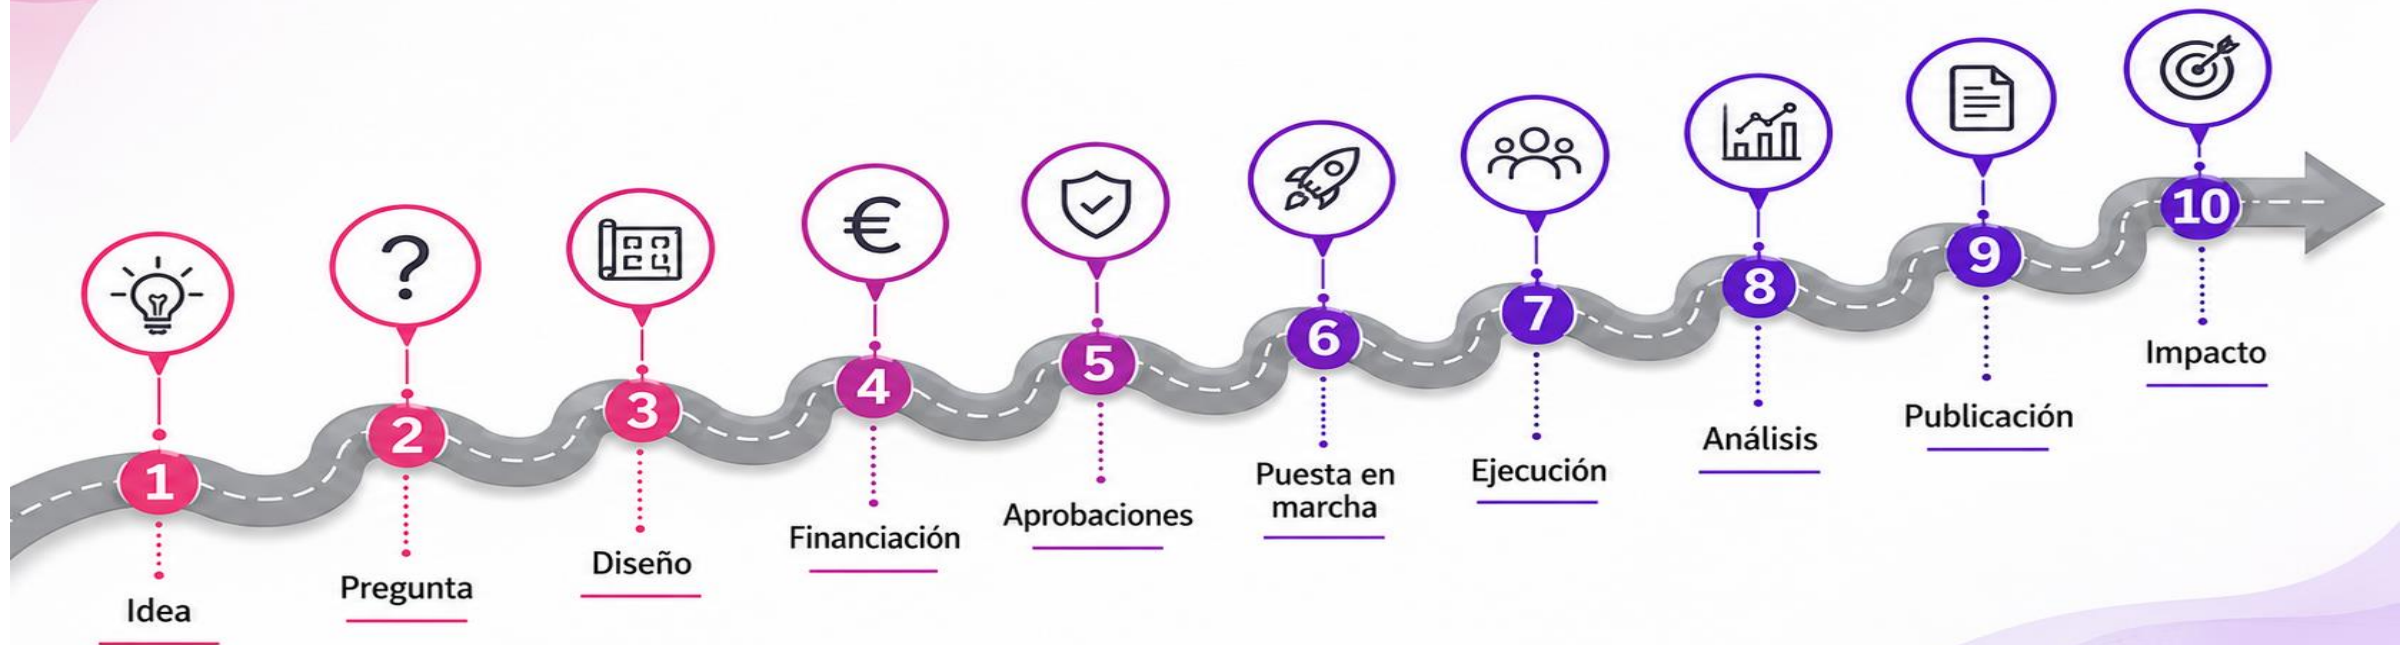 1
Idea
2
Pregunta
3
Diseño
€
4
Financiación
5
Aprobaciones
6
Puesta en
marcha
7
Ejecución
8
Análisis
9
Publicación
10
Impacto
?